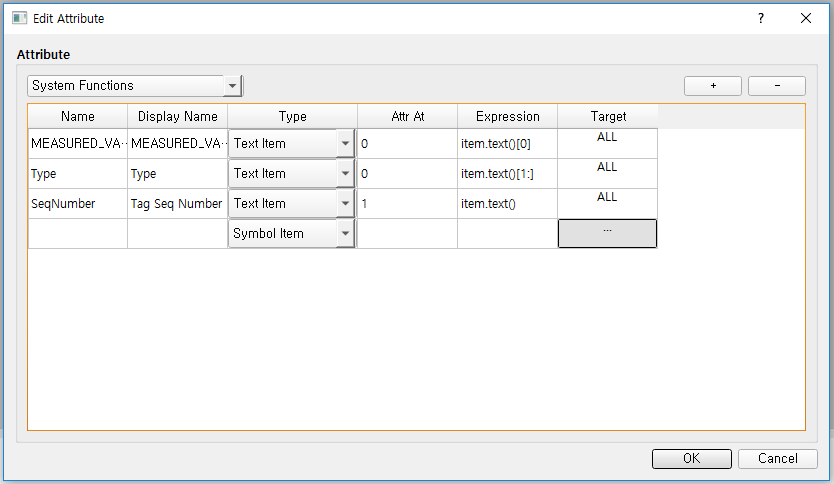 Edit Attribute
?
Attribute
System Functions + -
Name Display Name Type Attr At Expression Target
MEASURED_VA... MEASURED_VA... Text Item 0 item.text()[0] ALL
Type Type Text Item 0 item.text()[1:] ALL
SeqNumber Tag Seq Number Text Item 1 item.text() ALL
Symbol Item ...
OK Cancel